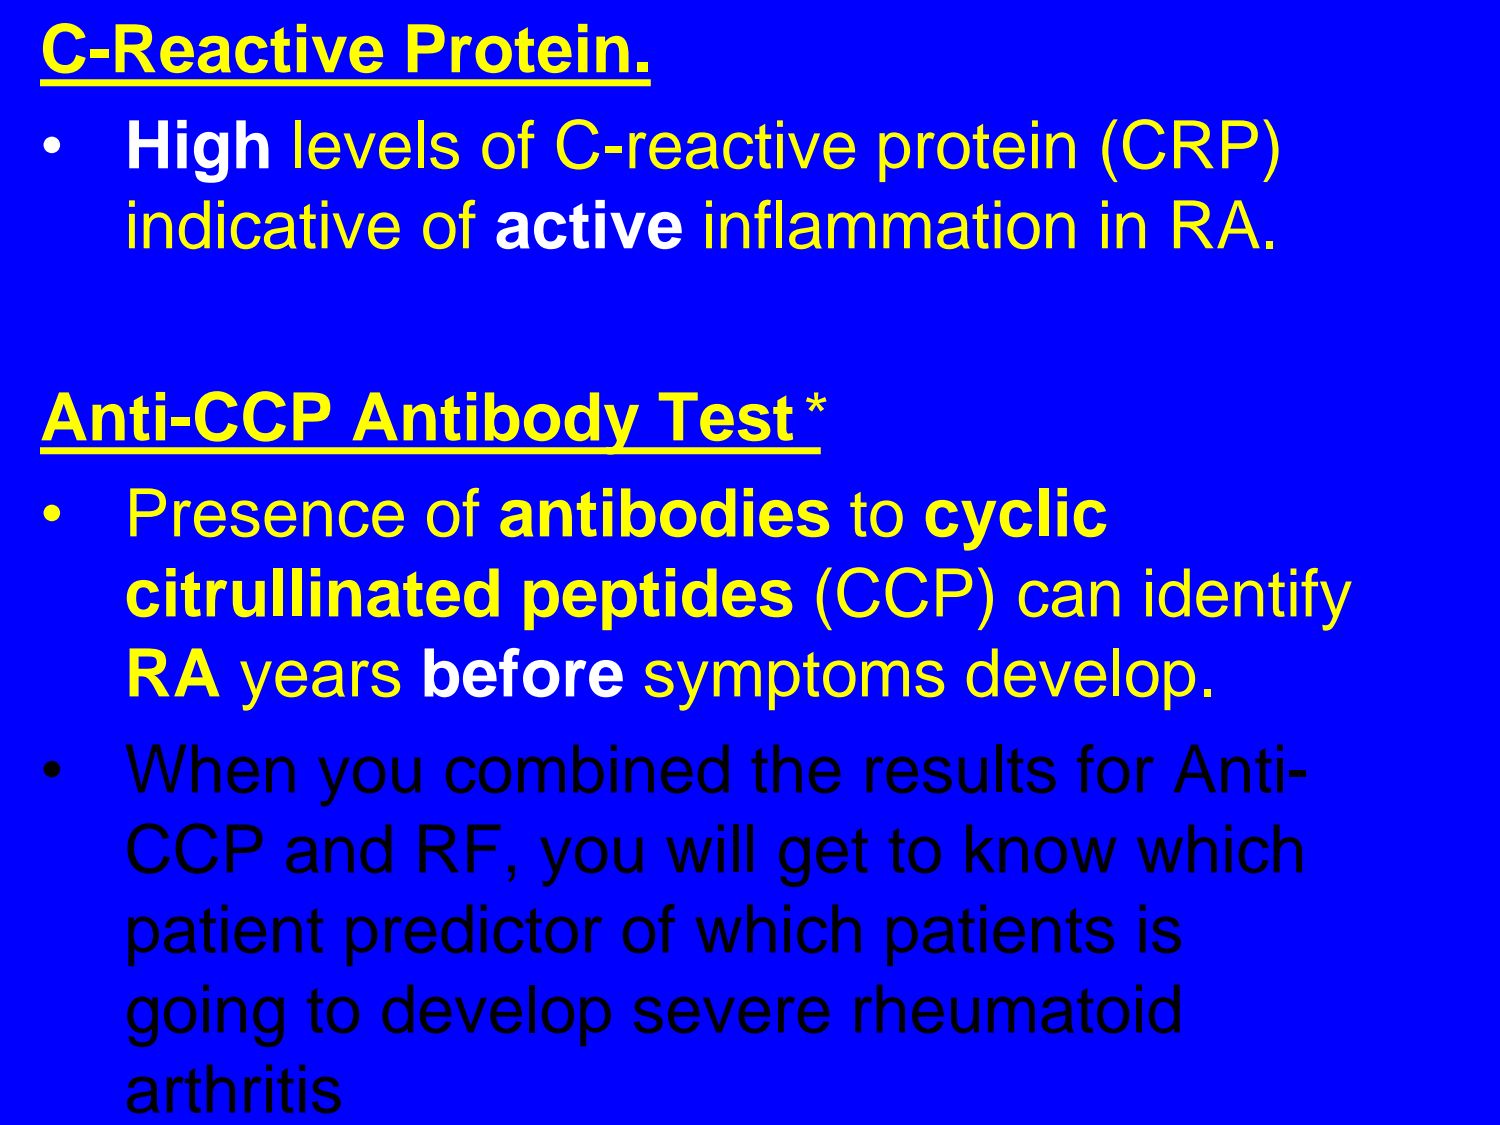 C-Reactive Protein.
• High levels of C-reactive protein (CRP)
indicative of active inflammation in RA.
Anti-CCP Antibody Test *
• Presence of antibodies to cyclic
citrullinated peptides (CCP) can identify
RA years before symptoms develop.
• When you combined the results for Anti-
CCP and RF, you will get to know which
patient predictor of which patients is
going to develop severe rheumatoid
arthritis